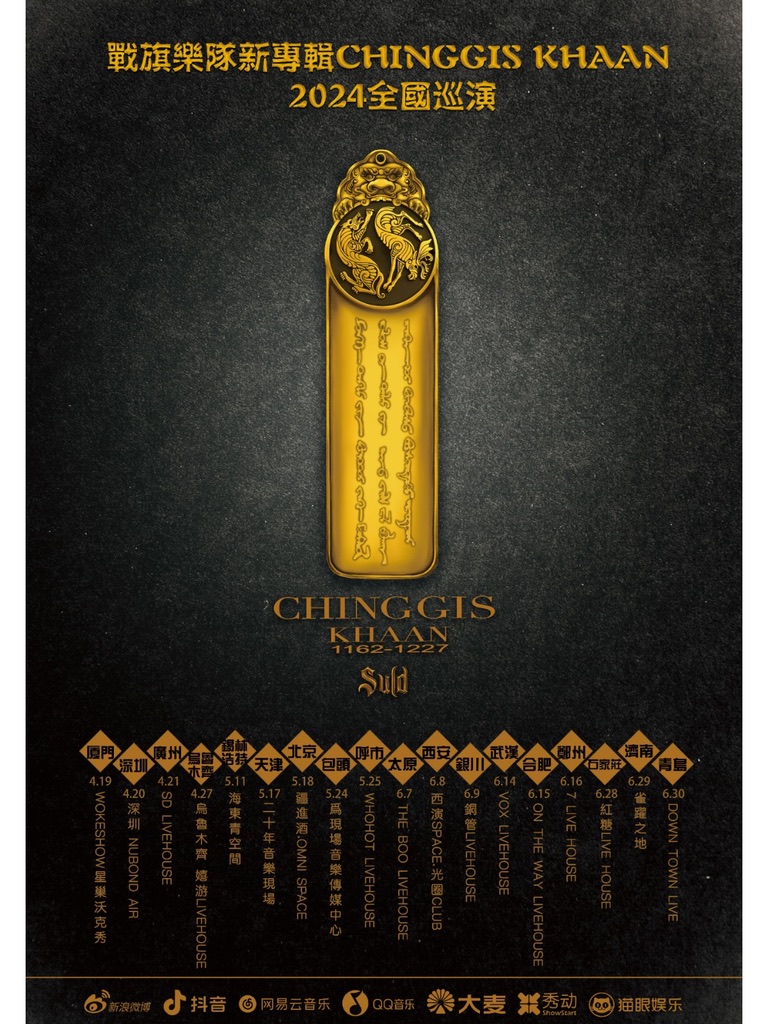 戰旗樂隊新專輯CHINGGIS KHAAN
2024全國巡演
CHINGGIS
KHAAN
1162-1227
Suld
厦門
4.19
WOKESHOW星巢沃克秀
深圳
4.20
深圳 NUBOND AIR
廣州
4.21
SD LIVEHOUSE
烏魯木齊
4.27
烏魯木齊 嬉游LIVEHOUSE
錫林浩特
5.11
海東青空間
天津
5.17
二十年音樂現場
北京
5.18
疆進酒.OMNI SPACE
包頭
5.24
爲現場音樂傳媒中心
呼市
5.25
WHOHOT LIVEHOUSE
太原
6.7
THE BOO LIVEHOUSE
西安
6.8
西演SPACE.光圈CLUB
銀川
6.9
銅管LIVEHOUSE
武漢
6.14
VOX LIVEHOUSE
合肥
6.15
ON THE WAY LIVEHOUSE
鄭州
6.16
7 LIVE HOUSE
石家莊
6.28
紅糖LIVE HOUSE
濟南
6.29
雀羅之地
青島
6.30
DOWN TOWN LIVE
新浪微博
抖音
网易云音乐
QQ音乐
大麦
秀动
ShowStart
猫眼娱乐